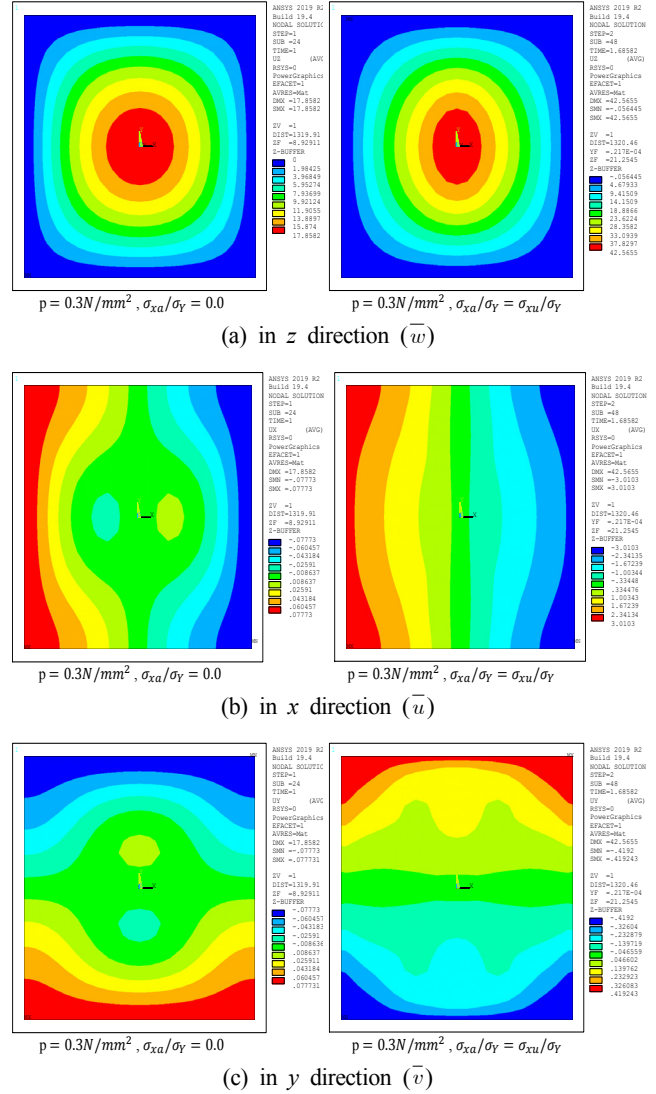 1
ANSYS 2019 R2
Build 19.4
NODAL SOLUTION
STEP=1
SUB =24
TIME=1
UZ (AVG)
RSYS=0
PowerGraphics
EFACET=1
AVRES=Mat
DMX =17.8582
SMX =17.8582
ZV =1
DIST=1319.91
ZF =8.92911
Z-BUFFER
0
1.98425
3.96849
5.95274
7.93699
9.92124
11.9055
13.8897
15.874
17.8582
p = 0.3N/mm² , σxa/σY = 0.0
1
ANSYS 2019 R2
Build 19.4
NODAL SOLUTION
STEP=2
SUB =48
TIME=1.68582
UZ (AVG)
RSYS=0
PowerGraphics
EFACET=1
AVRES=Mat
DMX =42.5655
SMN =-.056445
SMX =42.5655
ZV =1
DIST=1320.46
YF =.217E-04
ZF =21.2545
Z-BUFFER
-.056445
4.67933
9.41509
14.1509
18.8866
23.6224
28.3582
33.0939
37.8297
42.5655
p = 0.3N/mm² , σxa/σY = σxu/σY
(a) in z direction (w̅)
1
ANSYS 2019 R2
Build 19.4
NODAL SOLUTION
STEP=1
SUB =24
TIME=1
UX (AVG)
RSYS=0
PowerGraphics
EFACET=1
AVRES=Mat
DMX =17.8582
SMN =-.07773
SMX =.07773
ZV =1
DIST=1319.91
ZF =8.92911
Z-BUFFER
-.07773
-.060457
-.043184
-.02591
-.008637
.008637
.02591
.043184
.060457
.07773
p = 0.3N/mm² , σxa/σY = 0.0
1
ANSYS 2019 R2
Build 19.4
NODAL SOLUTION
STEP=2
SUB =48
TIME=1.68582
UX (AVG)
RSYS=0
PowerGraphics
EFACET=1
AVRES=Mat
DMX =42.5655
SMN =-3.0103
SMX =3.0103
ZV =1
DIST=1320.46
YF =.217E-04
ZF =21.2545
Z-BUFFER
-3.0103
-2.34135
-1.67239
-1.00344
-.33448
.334476
1.00343
1.67239
2.34134
3.0103
p = 0.3N/mm² , σxa/σY = σxu/σY
(b) in x direction (u̅)
1
ANSYS 2019 R2
Build 19.4
NODAL SOLUTION
STEP=1
SUB =24
TIME=1
UY (AVG
RSYS=0
PowerGraphics
EFACET=1
AVRES=Mat
DMX =17.8582
SMN =-.07773
SMX =.077731
ZV =1
DIST=1319.91
ZF =8.92911
Z-BUFFER
-.07773
-.060457
-.043183
-.02591
-.008636
.008637
.025911
.043184
.060457
.077731
p = 0.3N/mm² , σxa/σY = 0.0
1
ANSYS 2019 R2
Build 19.4
NODAL SOLUTION
STEP=2
SUB =48
TIME=1.68582
UY (AVG)
RSYS=0
PowerGraphics
EFACET=1
AVRES=Mat
DMX =42.5655
SMN =-.4192
SMX =.419243
ZV =1
DIST=1320.46
YF =.217E-04
ZF =21.2545
Z-BUFFER
-.4192
-.32604
-.232879
-.139719
-.046559
.046602
.139762
.232923
.326083
.419243
p = 0.3N/mm² , σxa/σY = σxu/σY
(c) in y direction (v̅)